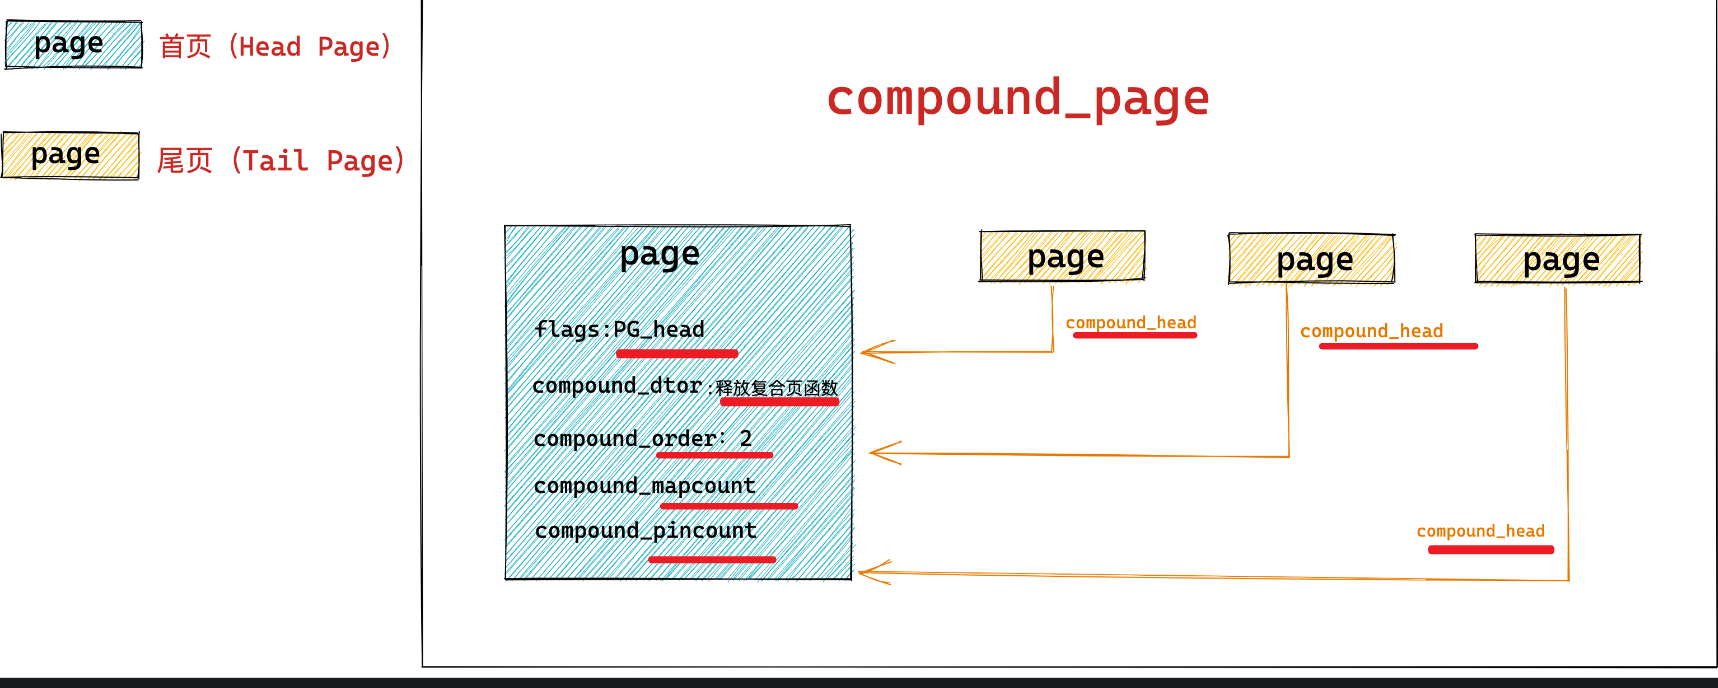 page
首页（Head Page）
page
尾页（Tail Page）
compound_page
page
flags:PG_head
compound_dtor:释放复合页函数
compound_order: 2
compound_mapcount
compound_pincount
page
page
page
compound_head
compound_head
compound_head